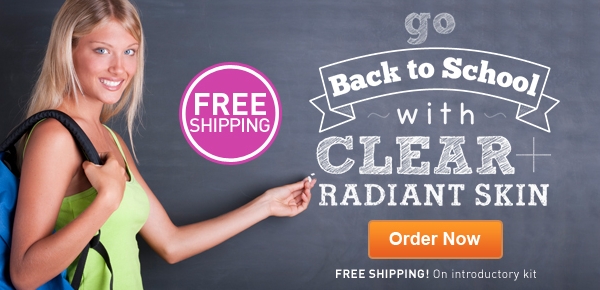 FREE
SHIPPING
go
Back to School
~ with ~
CLEAR+
RADIANT SKIN
Order Now
FREE SHIPPING! On introductory kit